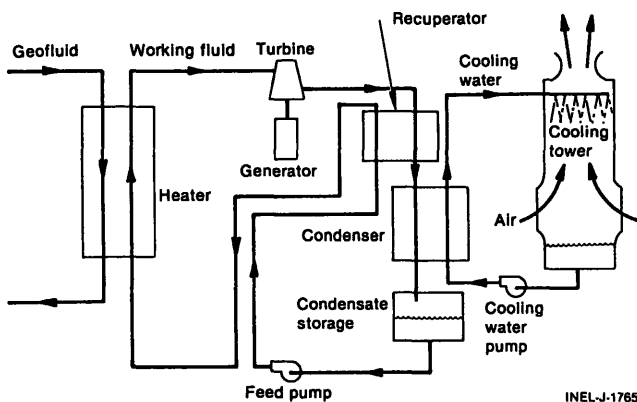 Recuperator
Geofluid
Working fluid
Turbine
Cooling
water
Cooling
tower
Generator
Heater
Air
Condenser
Condensate
storage
Cooling
water
pump
Feed pump
INEL-J-1765